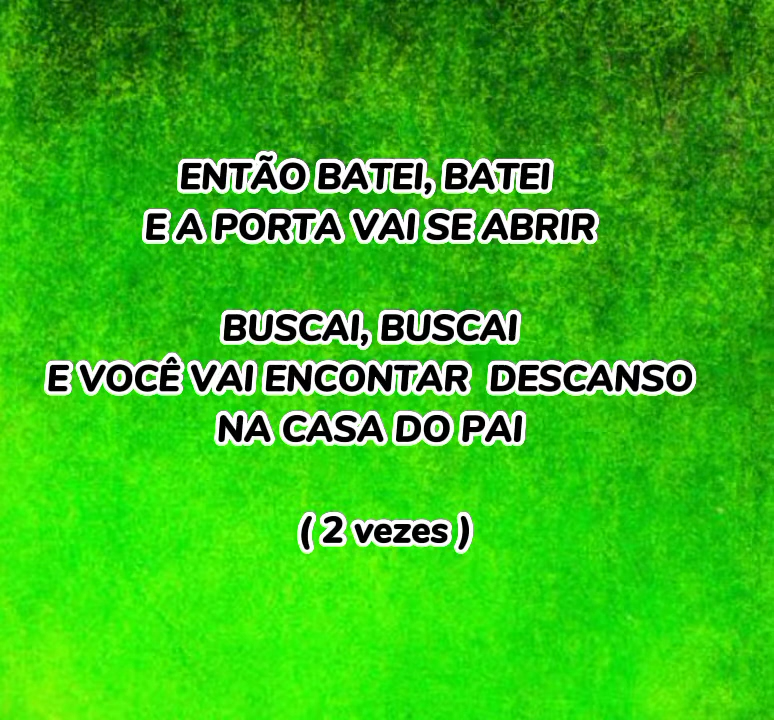 ENTÃO BATEI, BATEI
E A PORTA VAI SE ABRIR
BUSCAI, BUSCAI
E VOCÊ VAI ENCONTAR DESCANSO
NA CASA DO PAI
( 2 vezes )